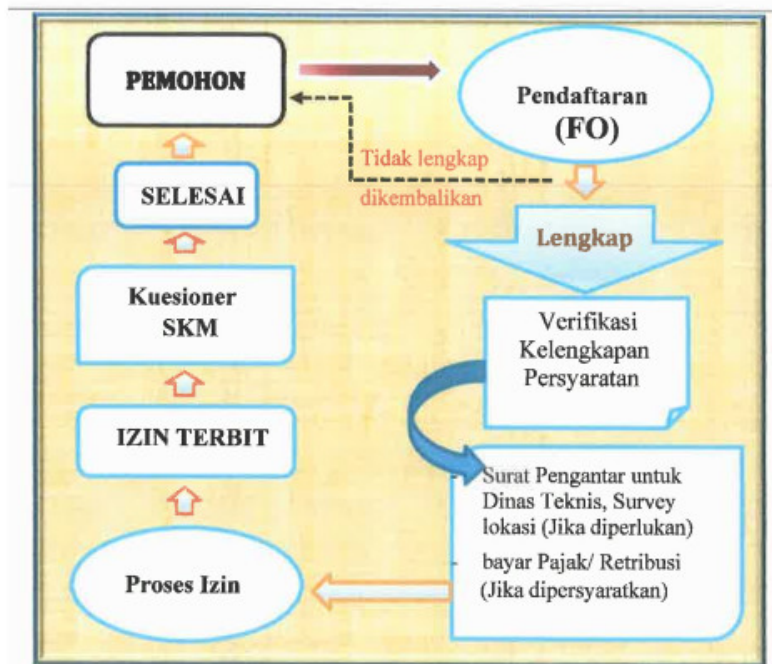 PEMOHON
Pendaftaran
(FO)
Tidak lengkap
dikembalikan
Lengkap
Verifikasi
Kelengkapan
Persyaratan
- Surat Pengantar untuk
Dinas Teknis, Survey
lokasi (Jika diperlukan)
- bayar Pajak/ Retribusi
(Jika dipersyaratkan)
Proses Izin
IZIN TERBIT
Kuesioner
SKM
SELESAI